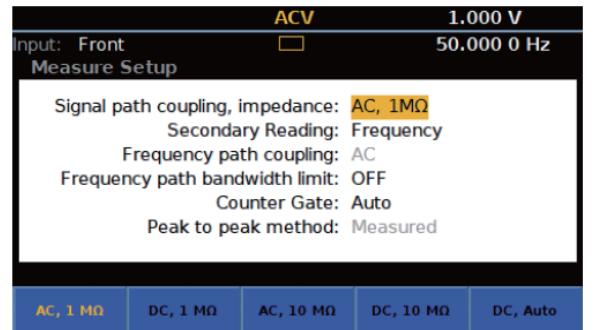 ACV 1.000 V
Input: Front 50.000 0 Hz
Measure Setup
Signal path coupling, impedance: AC, 1MΩ
Secondary Reading: Frequency
Frequency path coupling: AC
Frequency path bandwidth limit: OFF
Counter Gate: Auto
Peak to peak method: Measured
AC, 1 MΩ DC, 1 MΩ AC, 10 MΩ DC, 10 MΩ DC, Auto